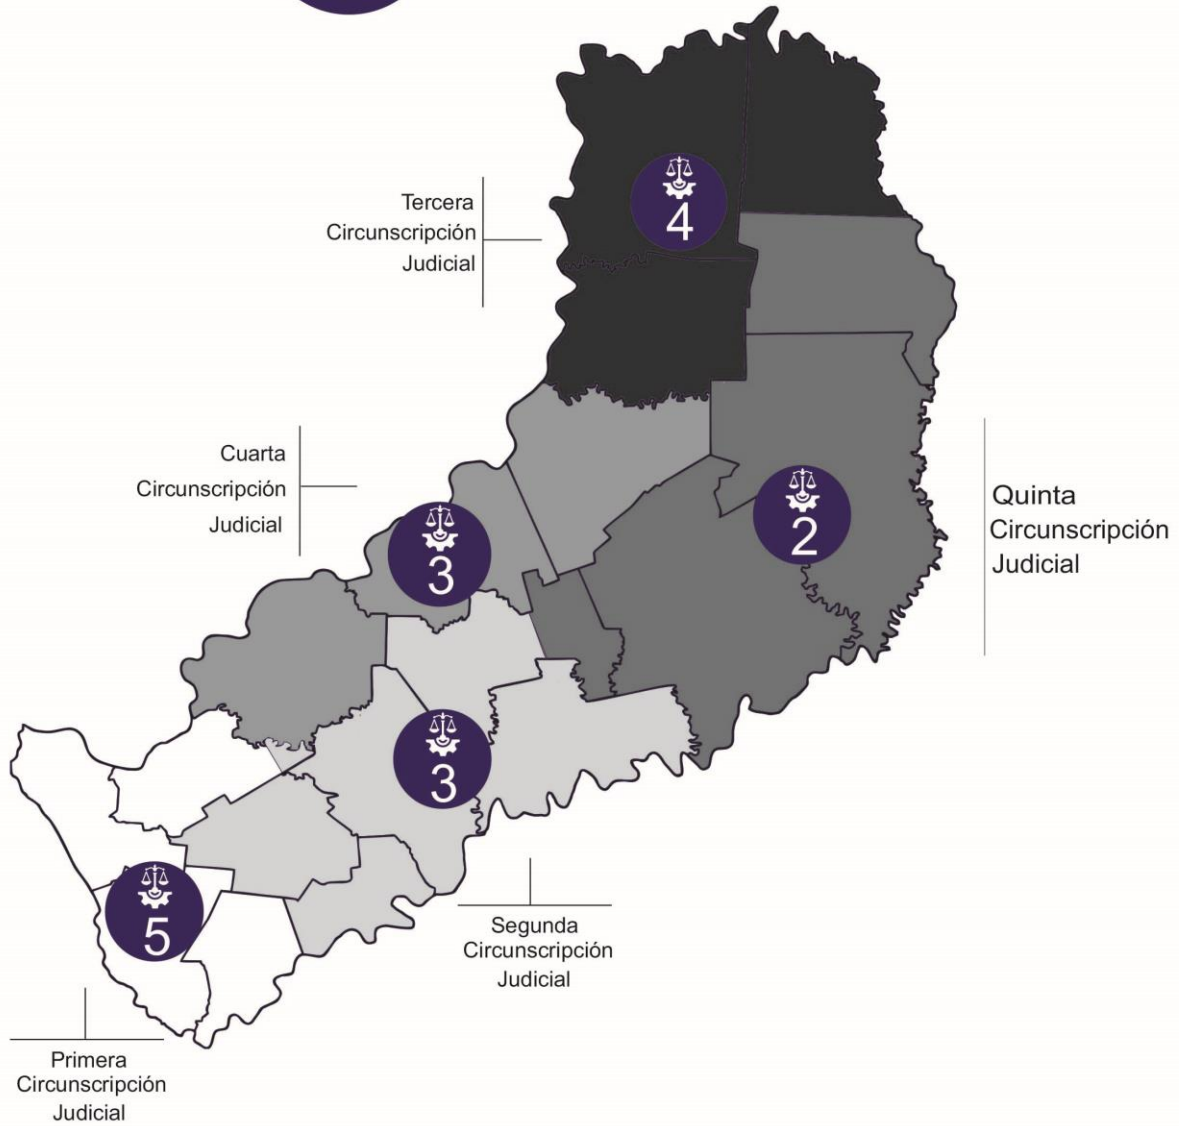 Tercera
Circunscripción
Judicial
4
Cuarta
Circunscripción
Judicial
3
2
Quinta
Circunscripción
Judicial
3
5
Segunda
Circunscripción
Judicial
Primera
Circunscripción
Judicial